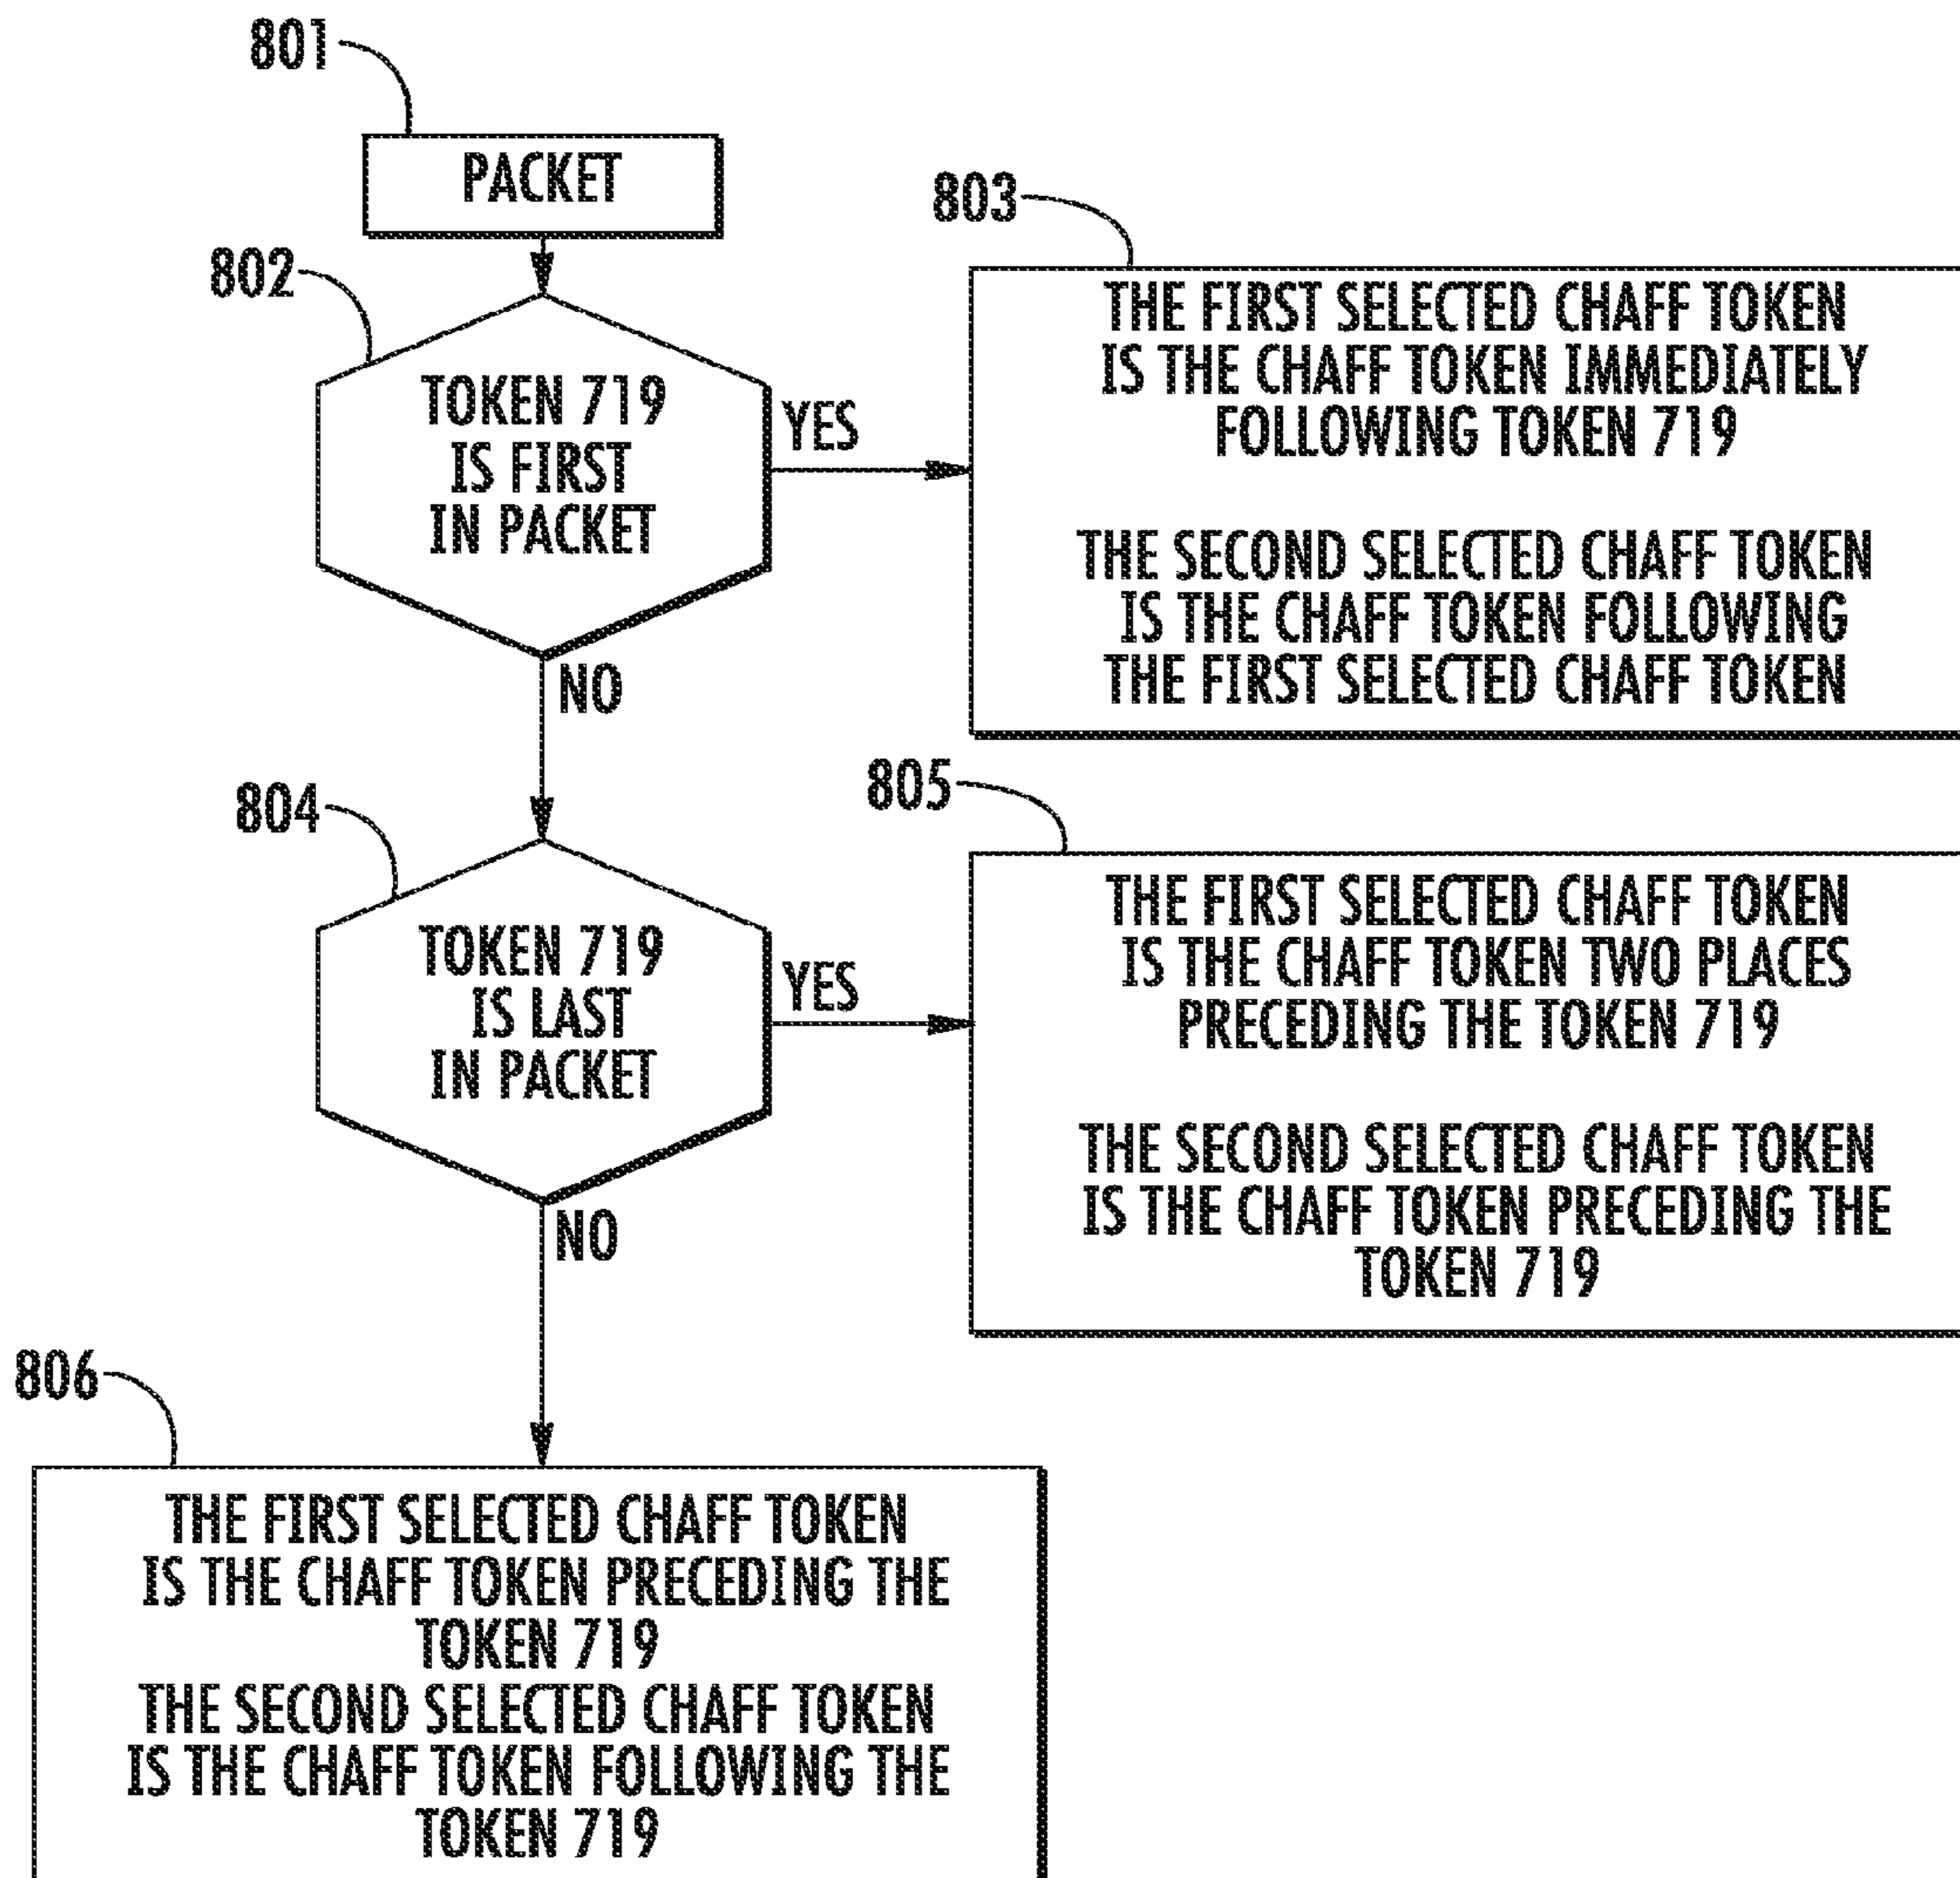 801
PACKET
802
TOKEN 719
IS FIRST
IN PACKET
YES
NO
803
THE FIRST SELECTED CHAFF TOKEN
IS THE CHAFF TOKEN IMMEDIATELY
FOLLOWING TOKEN 719
THE SECOND SELECTED CHAFF TOKEN
IS THE CHAFF TOKEN FOLLOWING
THE FIRST SELECTED CHAFF TOKEN
804
TOKEN 719
IS LAST
IN PACKET
YES
NO
805
THE FIRST SELECTED CHAFF TOKEN
IS THE CHAFF TOKEN TWO PLACES
PRECEDING THE TOKEN 719
THE SECOND SELECTED CHAFF TOKEN
IS THE CHAFF TOKEN PRECEDING THE
TOKEN 719
806
THE FIRST SELECTED CHAFF TOKEN
IS THE CHAFF TOKEN PRECEDING THE
TOKEN 719
THE SECOND SELECTED CHAFF TOKEN
IS THE CHAFF TOKEN FOLLOWING THE
TOKEN 719